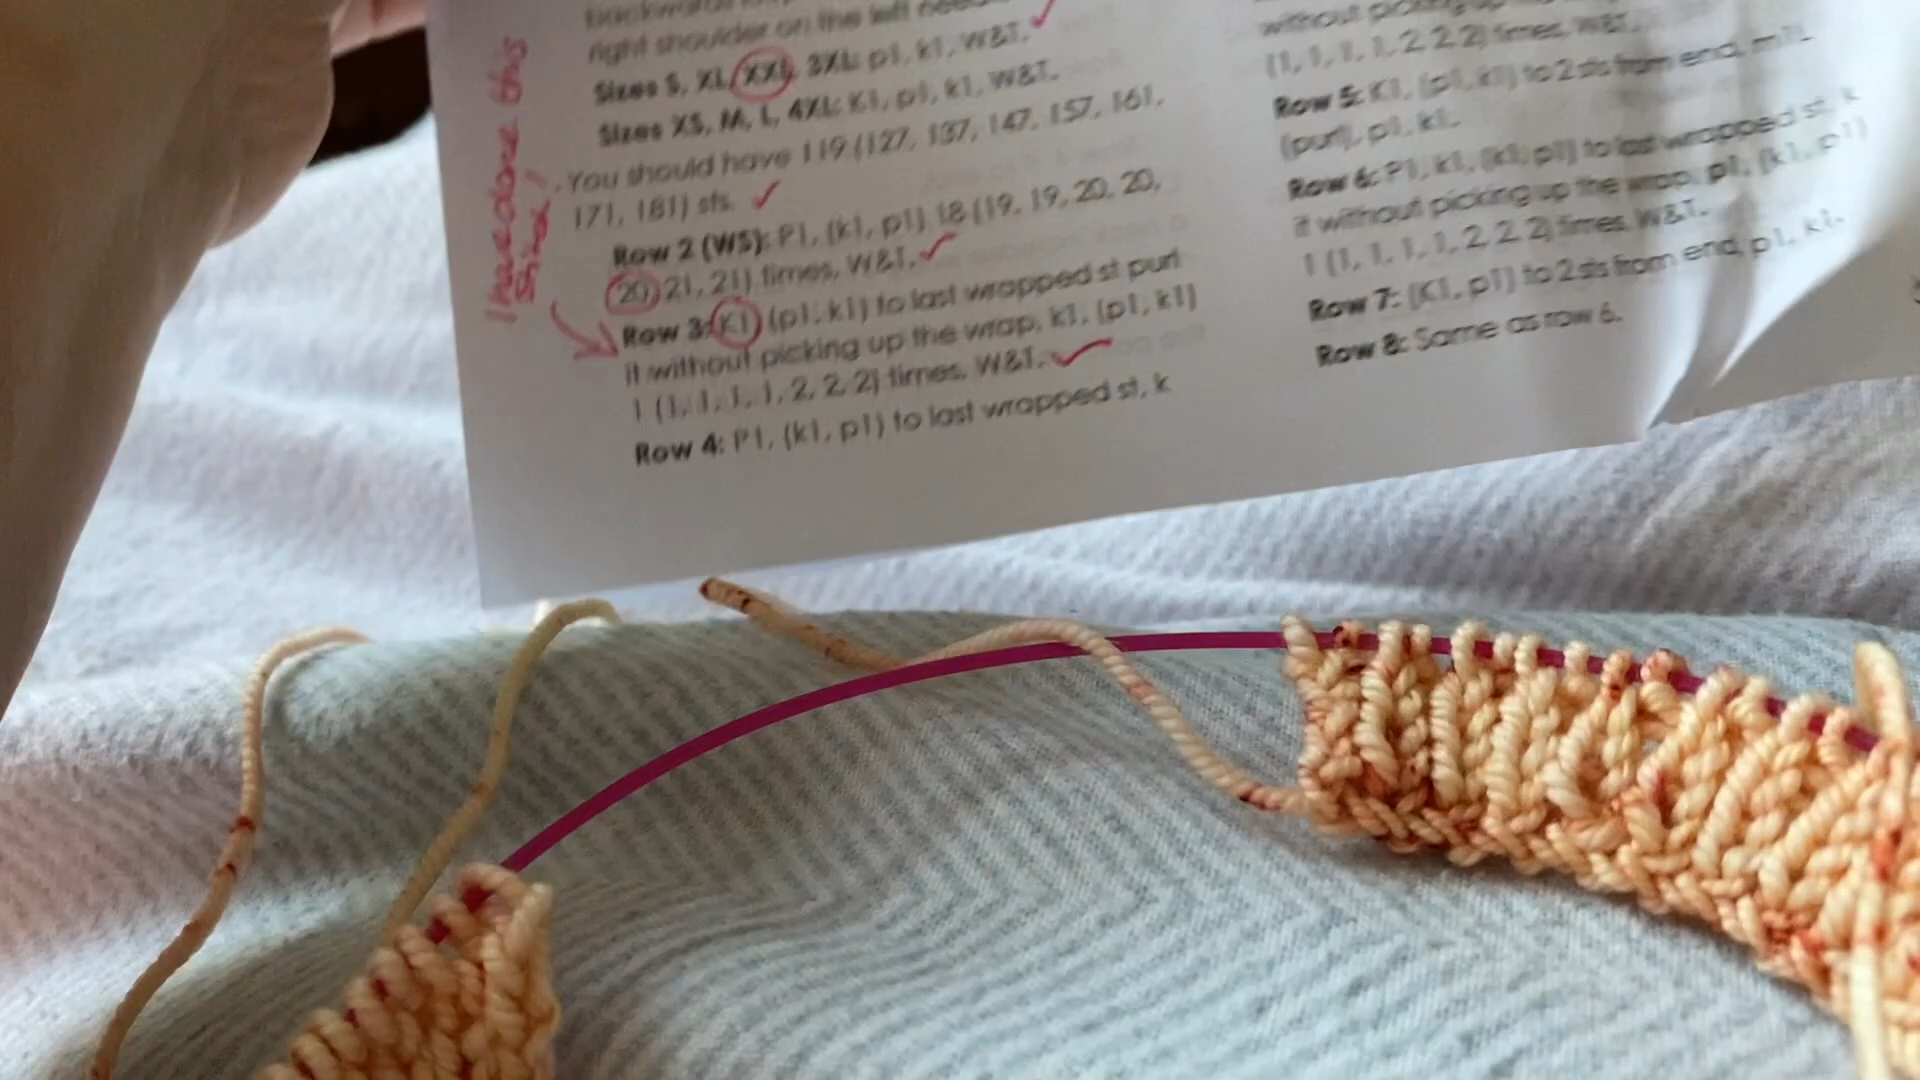 I have done this
Bind!
right shoulder on the left
Sizes S, XL, XXL, 3XL: p1, k1, W&T.
Sizes XS, M, L, 4XL: K1, p1, k1, W&T.
You should have 119 (127, 137, 147, 157, 161,
171, 181) sts.
Row 2 (WS): P1, (k1, p1) 18 (19, 19, 20, 20,
20, 21, 21) times, W&T.
Row 3: K1, (p1, k1) to last wrapped st purl
it without picking up the wrap, k1, (p1, k1)
1 (1, 1, 1, 1, 2, 2, 2) times, W&T.
Row 4: P1, (k1, p1) to last wrapped st, k
without picking up
1 (1, 1, 1, 1, 2, 2, 2) times, W&T.
Row 5: K1, (p1, k1) to 2 sts from end, m1L
(purl), p1, k1.
Row 6: P1, k1, (k1, p1) to last wrapped st, k
it without picking up the wrap, p1, (k1, p1)
1 (1, 1, 1, 1, 2, 2, 2) times, W&T.
Row 7: (K1, p1) to 2 sts from end, p1, k1.
Row 8: Same as row 6.